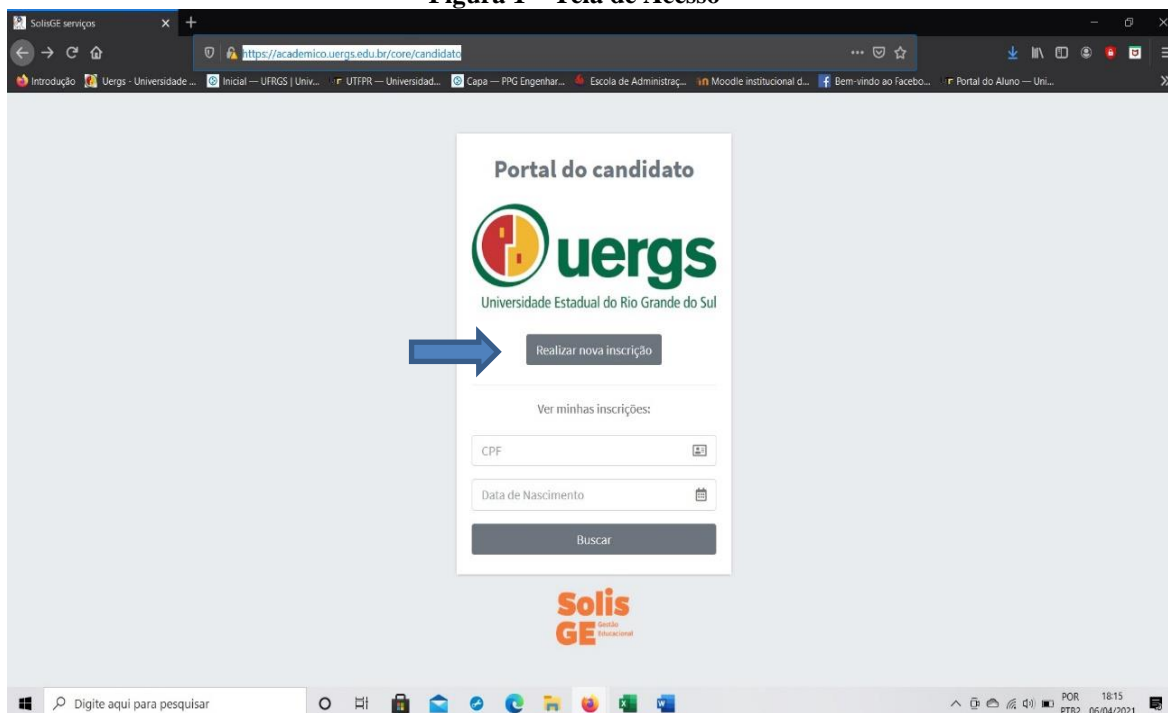 Figura 1 – Tela de Acesso
SolisGE serviços
https://academico.uergs.edu.br/core/candidato
Introdução Uergs - Universidade ... Inicial — UFRGS | Univ... UTFPR — Universidad... Capa — PPG Engenhar... Escola de Administraç... Moodle institucional d... Bem-vindo ao Facebo... Portal do Aluno — Uni...
Portal do candidato
uergs
Universidade Estadual do Rio Grande do Sul
Realizar nova inscrição
Ver minhas inscrições:
CPF
Data de Nascimento
Buscar
Solis
GE Gestão
Educacional
Digite aqui para pesquisar
POR 18:15
PTB2 06/04/2021